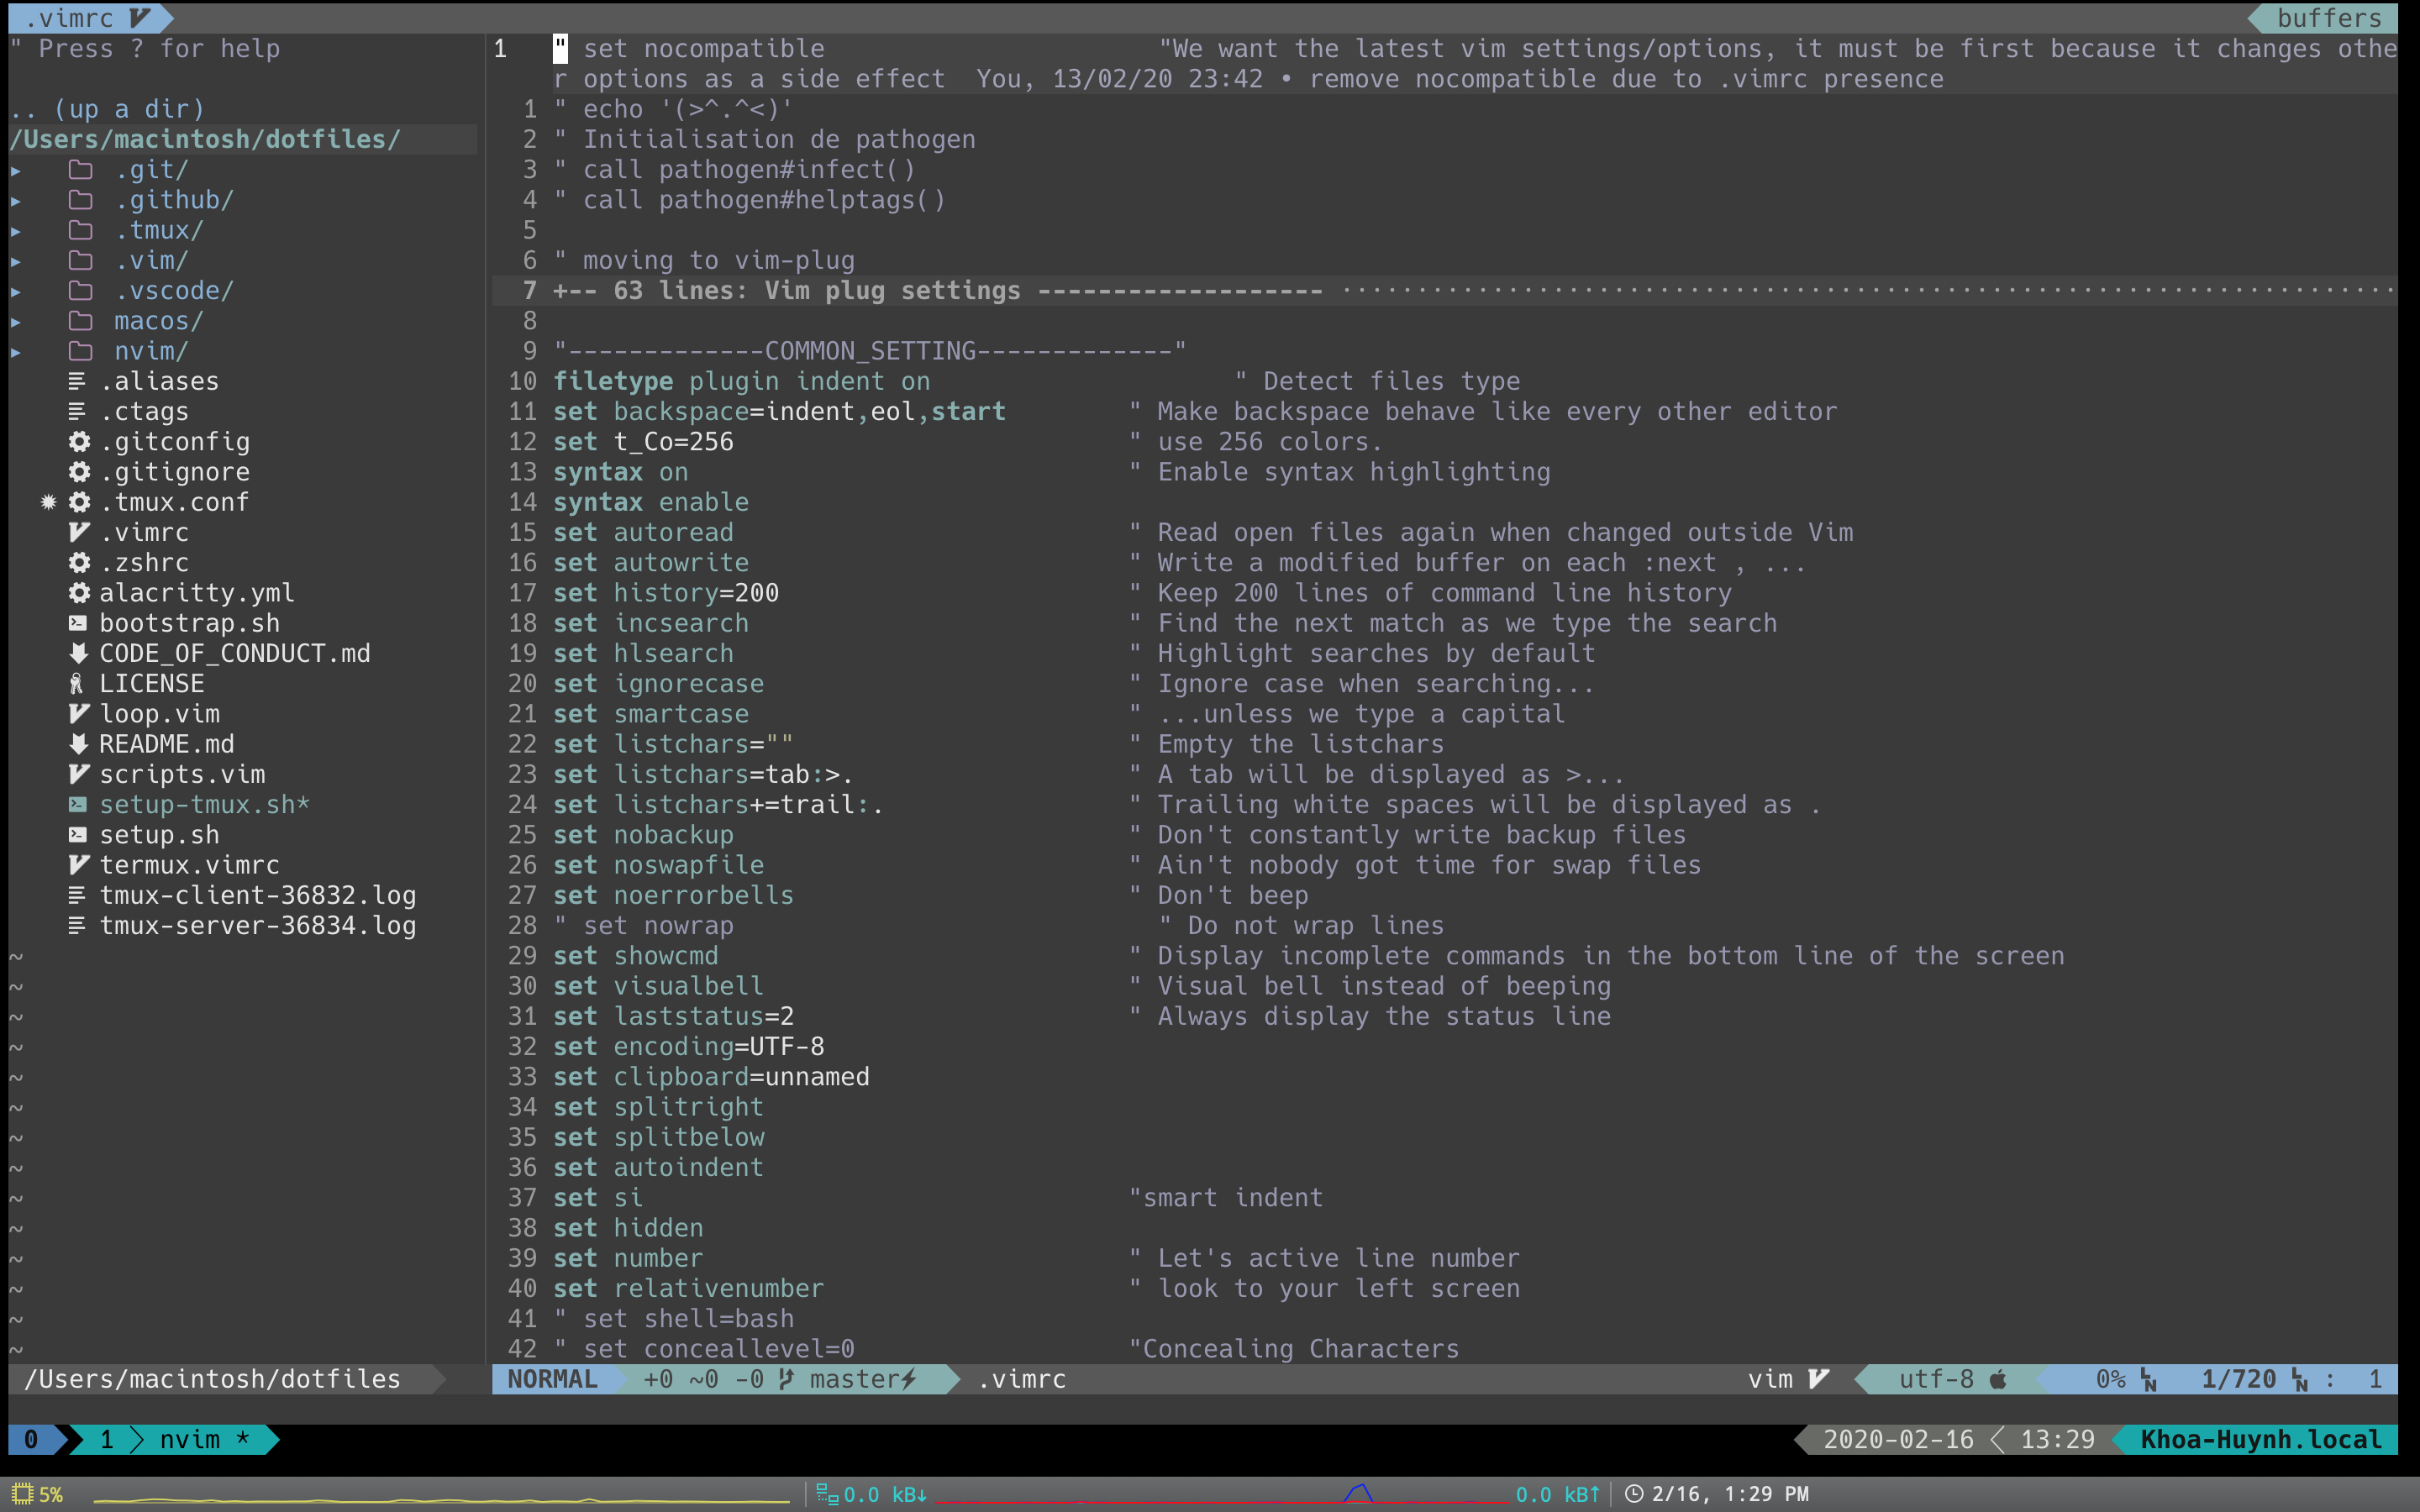 .vimrc
buffers
" Press ? for help
.. (up a dir)
/Users/macintosh/dotfiles/
▸ .git/
▸ .github/
▸ .tmux/
▸ .vim/
▸ .vscode/
▸ macos/
▸ nvim/
.aliases
.ctags
.gitconfig
.gitignore
✹ .tmux.conf
.vimrc
.zshrc
alacritty.yml
bootstrap.sh
CODE_OF_CONDUCT.md
LICENSE
loop.vim
README.md
scripts.vim
setup-tmux.sh*
setup.sh
termux.vimrc
tmux-client-36832.log
tmux-server-36834.log
~
~
~
~
~
~
~
~
~
~
~
~
~
~
/Users/macintosh/dotfiles
1 " set nocompatible "We want the latest vim settings/options, it must be first because it changes othe
r options as a side effect You, 13/02/20 23:42 • remove nocompatible due to .vimrc presence
1 " echo '(>^.^<)'
2 " Initialisation de pathogen
3 " call pathogen#infect()
4 " call pathogen#helptags()
5
6 " moving to vim-plug
7 +-- 63 lines: Vim plug settings -------------------
8
9 "-------------COMMON_SETTING-------------"
10 filetype plugin indent on " Detect files type
11 set backspace=indent,eol,start " Make backspace behave like every other editor
12 set t_Co=256 " use 256 colors.
13 syntax on " Enable syntax highlighting
14 syntax enable
15 set autoread " Read open files again when changed outside Vim
16 set autowrite " Write a modified buffer on each :next , ...
17 set history=200 " Keep 200 lines of command line history
18 set incsearch " Find the next match as we type the search
19 set hlsearch " Highlight searches by default
20 set ignorecase " Ignore case when searching...
21 set smartcase " ...unless we type a capital
22 set listchars="" " Empty the listchars
23 set listchars=tab:>. " A tab will be displayed as >...
24 set listchars+=trail:. " Trailing white spaces will be displayed as .
25 set nobackup " Don't constantly write backup files
26 set noswapfile " Ain't nobody got time for swap files
27 set noerrorbells " Don't beep
28 " set nowrap " Do not wrap lines
29 set showcmd " Display incomplete commands in the bottom line of the screen
30 set visualbell " Visual bell instead of beeping
31 set laststatus=2 " Always display the status line
32 set encoding=UTF-8
33 set clipboard=unnamed
34 set splitright
35 set splitbelow
36 set autoindent
37 set si "smart indent
38 set hidden
39 set number " Let's active line number
40 set relativenumber " look to your left screen
41 " set shell=bash
42 " set conceallevel=0 "Concealing Characters
NORMAL +0 ~0 -0 master⚡ .vimrc vim utf-8 0% 1/720 : 1
0 1 nvim * 2020-02-16 13:29 Khoa-Huynh.local
5% 0.0 kB↓ 0.0 kB↑ 2/16, 1:29 PM